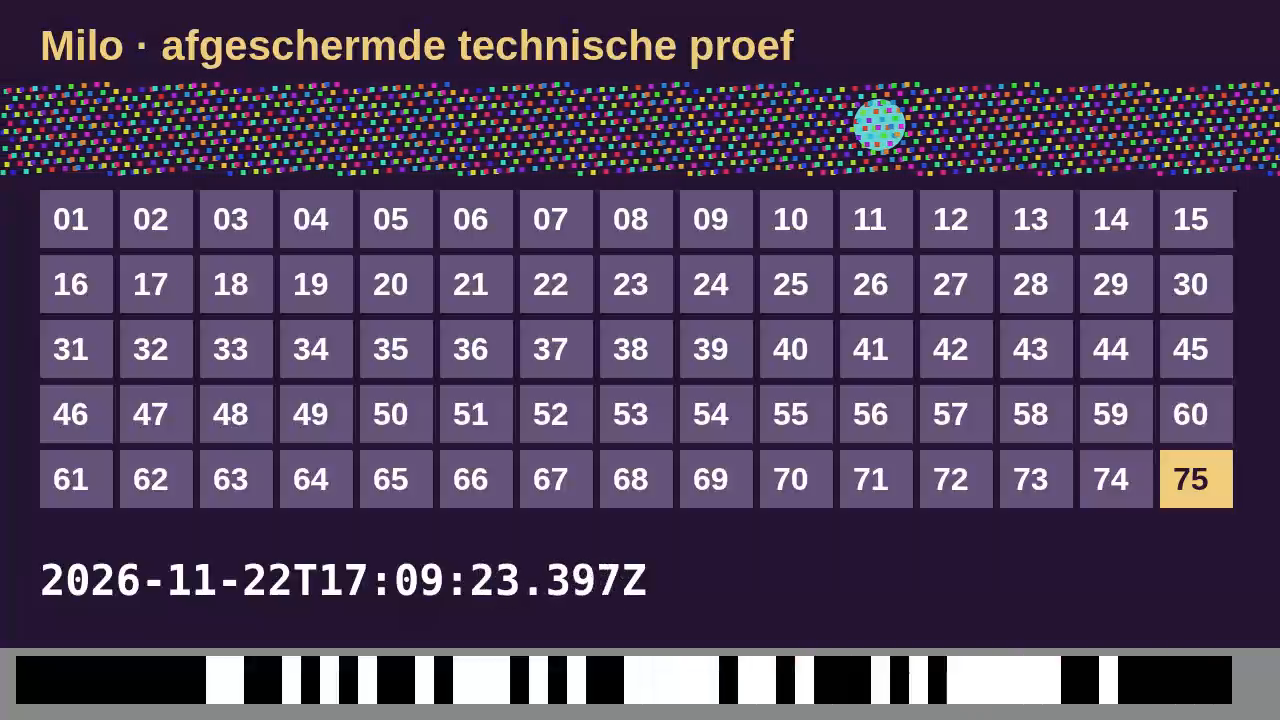 Milo · afgeschermde technische proef
01 02 03 04 05 06 07 08 09 10 11 12 13 14 15
16 17 18 19 20 21 22 23 24 25 26 27 28 29 30
31 32 33 34 35 36 37 38 39 40 41 42 43 44 45
46 47 48 49 50 51 52 53 54 55 56 57 58 59 60
61 62 63 64 65 66 67 68 69 70 71 72 73 74 75
2026-11-22T17:09:23.397Z